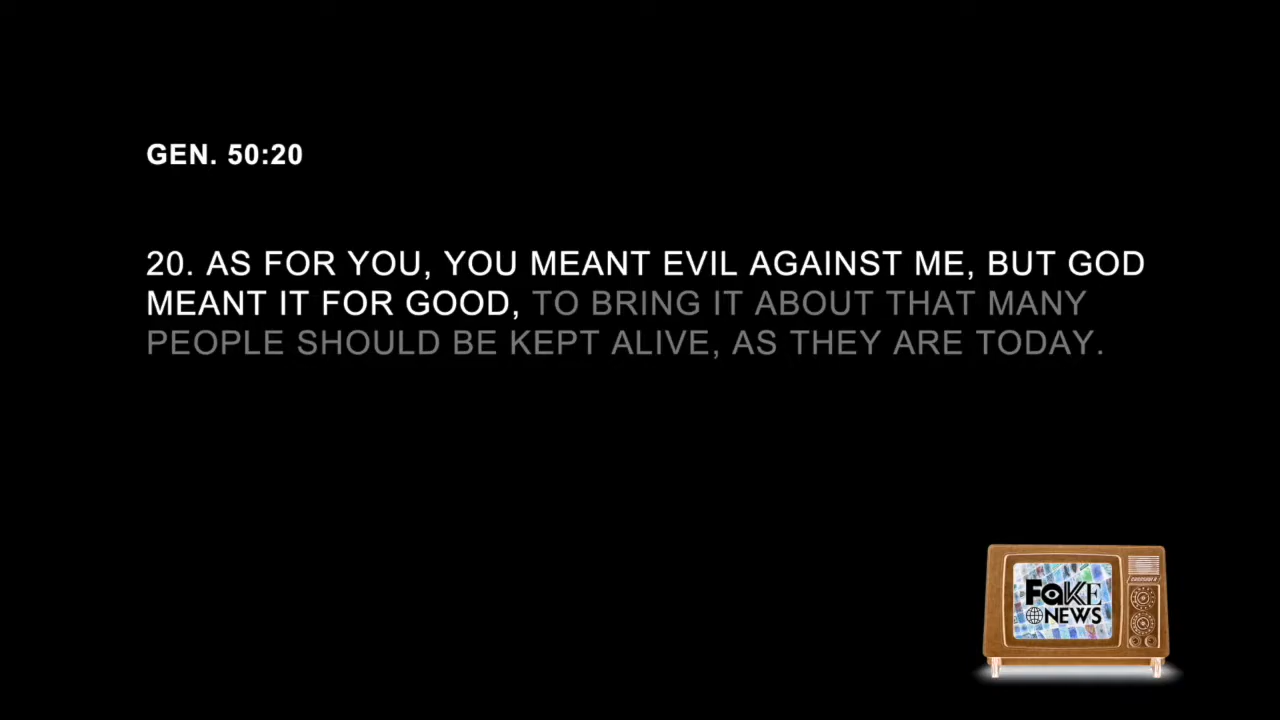 GEN. 50:20
20. AS FOR YOU, YOU MEANT EVIL AGAINST ME, BUT GOD
MEANT IT FOR GOOD, TO BRING IT ABOUT THAT MANY
PEOPLE SHOULD BE KEPT ALIVE, AS THEY ARE TODAY.
FAKE
NEWS